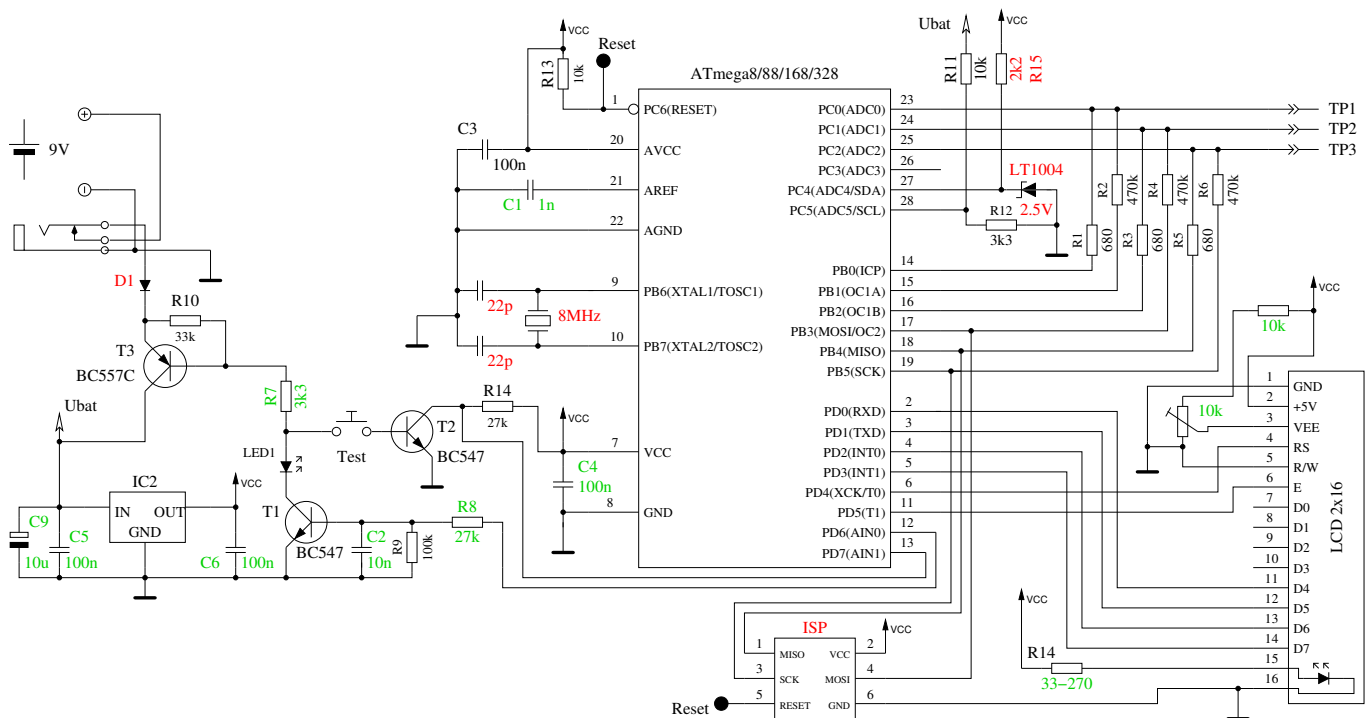 9V
D1
R10
33k
T3
BC557C
Ubat
R7
3k3
LED1
Test
T2
BC547
R14
27k
VCC
IC2
IN
OUT
GND
VCC
C9
10u
C5
100n
C6
100n
T1
BC547
C2
10n
R9
100k
R8
27k
C4
100n
VCC
R13
10k
Reset
C3
100n
C1
1n
22p
8MHz
22p
ATmega8/88/168/328
1
PC6(RESET)
20
AVCC
21
AREF
22
AGND
9
PB6(XTAL1/TOSC1)
10
PB7(XTAL2/TOSC2)
7
VCC
8
GND
PC0(ADC0)
23
PC1(ADC1)
24
PC2(ADC2)
25
PC3(ADC3)
26
PC4(ADC4/SDA)
27
PC5(ADC5/SCL)
28
PB0(ICP)
14
PB1(OC1A)
15
PB2(OC1B)
16
PB3(MOSI/OC2)
17
PB4(MISO)
18
PB5(SCK)
19
PD0(RXD)
2
PD1(TXD)
3
PD2(INT0)
4
PD3(INT1)
5
PD4(XCK/T0)
6
PD5(T1)
11
PD6(AIN0)
12
PD7(AIN1)
13
Ubat
R11
10k
VCC
2k2
R15
LT1004
2.5V
R12
3k3
R1
680
R2
470k
R3
680
R4
470k
R5
680
R6
470k
TP1
TP2
TP3
VCC
10k
10k
1
GND
2
+5V
3
VEE
4
RS
5
R/W
6
E
7
D0
8
D1
9
D2
10
D3
11
D4
12
D5
13
D6
14
D7
15
16
LCD 2x16
VCC
R14
33-270
ISP
1
MISO
VCC
2
VCC
3
SCK
MOSI
4
5
RESET
GND
6
Reset